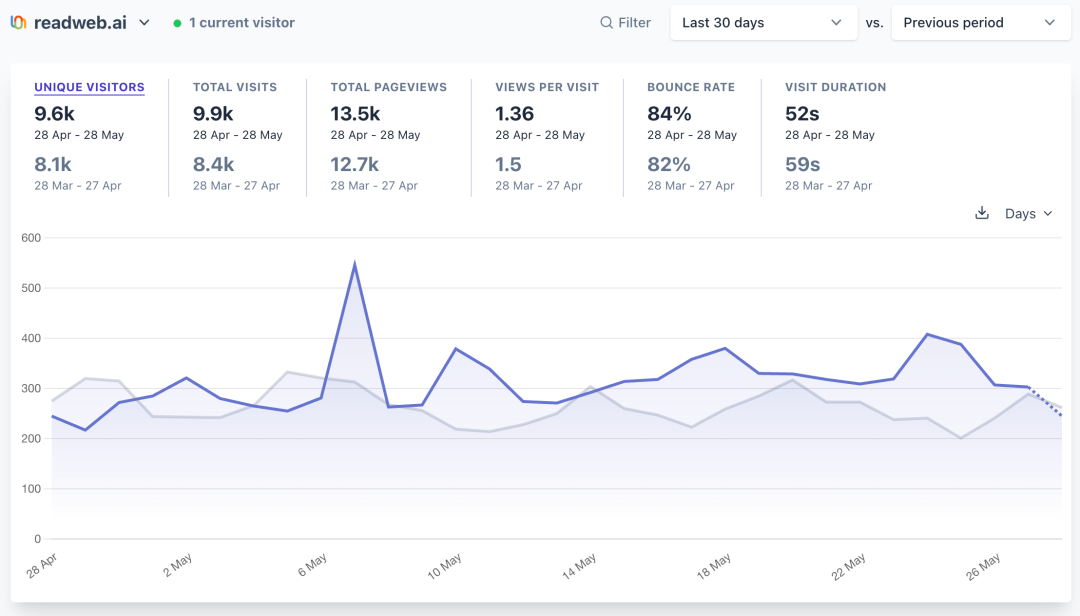 readweb.ai
1 current visitor
Filter
Last 30 days
vs.
Previous period
UNIQUE VISITORS
9.6k
28 Apr - 28 May
8.1k
28 Mar - 27 Apr
TOTAL VISITS
9.9k
28 Apr - 28 May
8.4k
28 Mar - 27 Apr
TOTAL PAGEVIEWS
13.5k
28 Apr - 28 May
12.7k
28 Mar - 27 Apr
VIEWS PER VISIT
1.36
28 Apr - 28 May
1.5
28 Mar - 27 Apr
BOUNCE RATE
84%
28 Apr - 28 May
82%
28 Mar - 27 Apr
VISIT DURATION
52s
28 Apr - 28 May
59s
28 Mar - 27 Apr
Days
600
500
400
300
200
100
0
28 Apr
2 May
6 May
10 May
14 May
18 May
22 May
26 May